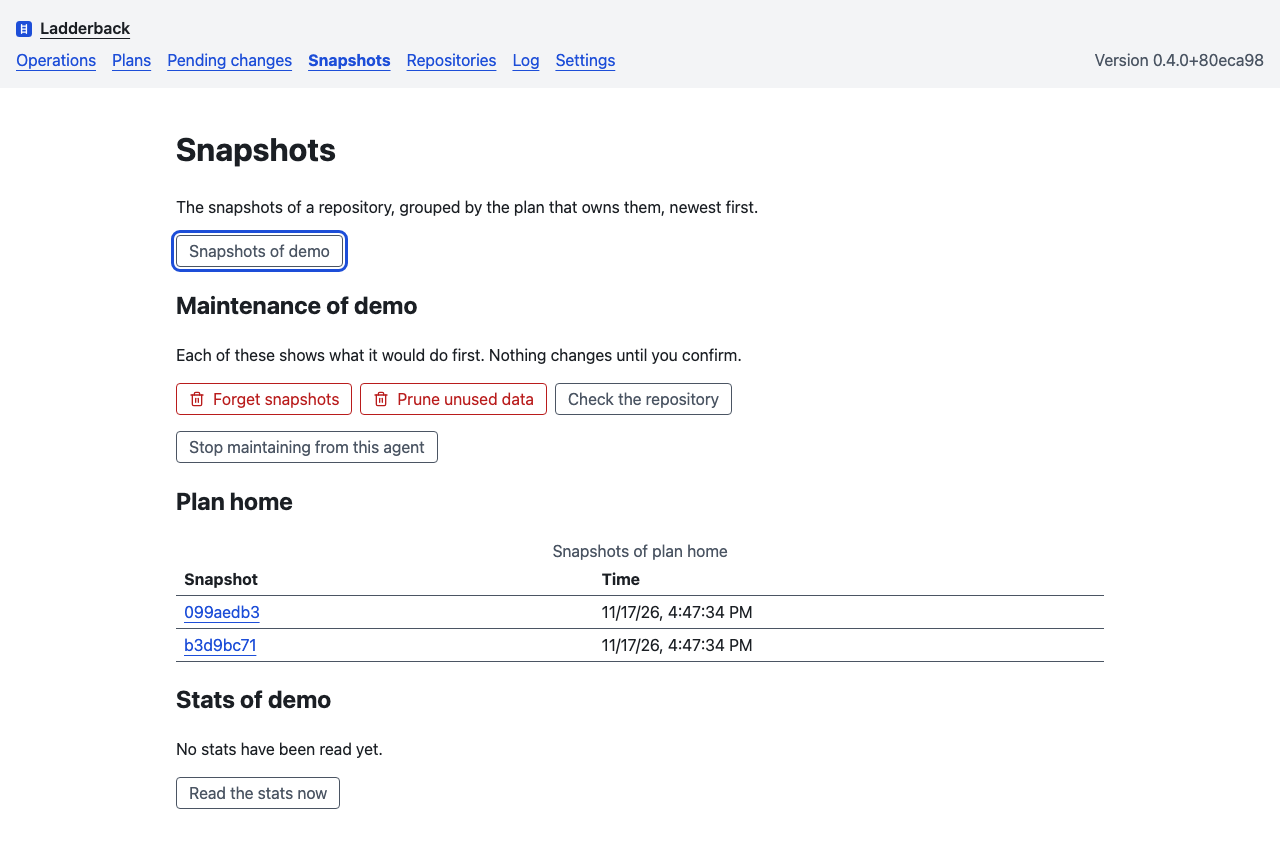 Ladderback
Operations Plans Pending changes Snapshots Repositories Log Settings Version 0.4.0+80eca98
Snapshots
The snapshots of a repository, grouped by the plan that owns them, newest first.
Snapshots of demo
Maintenance of demo
Each of these shows what it would do first. Nothing changes until you confirm.
Forget snapshots Prune unused data Check the repository
Stop maintaining from this agent
Plan home
Snapshots of plan home
Snapshot Time
099aedb3 11/17/26, 4:47:34 PM
b3d9bc71 11/17/26, 4:47:34 PM
Stats of demo
No stats have been read yet.
Read the stats now